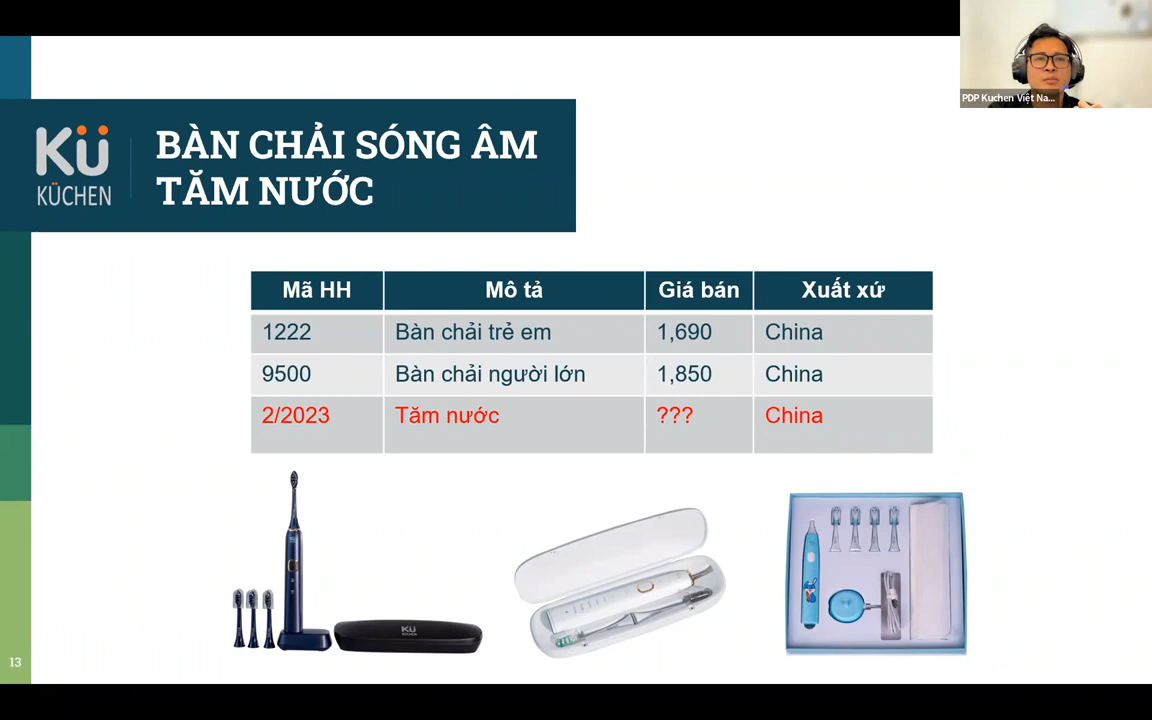 PDP Kuchen Việt Na...
KÜ
KÜCHEN
BÀN CHẢI SÓNG ÂM
TĂM NƯỚC
Mã HH Mô tả Giá bán Xuất xứ
1222 Bàn chải trẻ em 1,690 China
9500 Bàn chải người lớn 1,850 China
2/2023 Tăm nước ??? China
KÜ
KÜCHEN
13